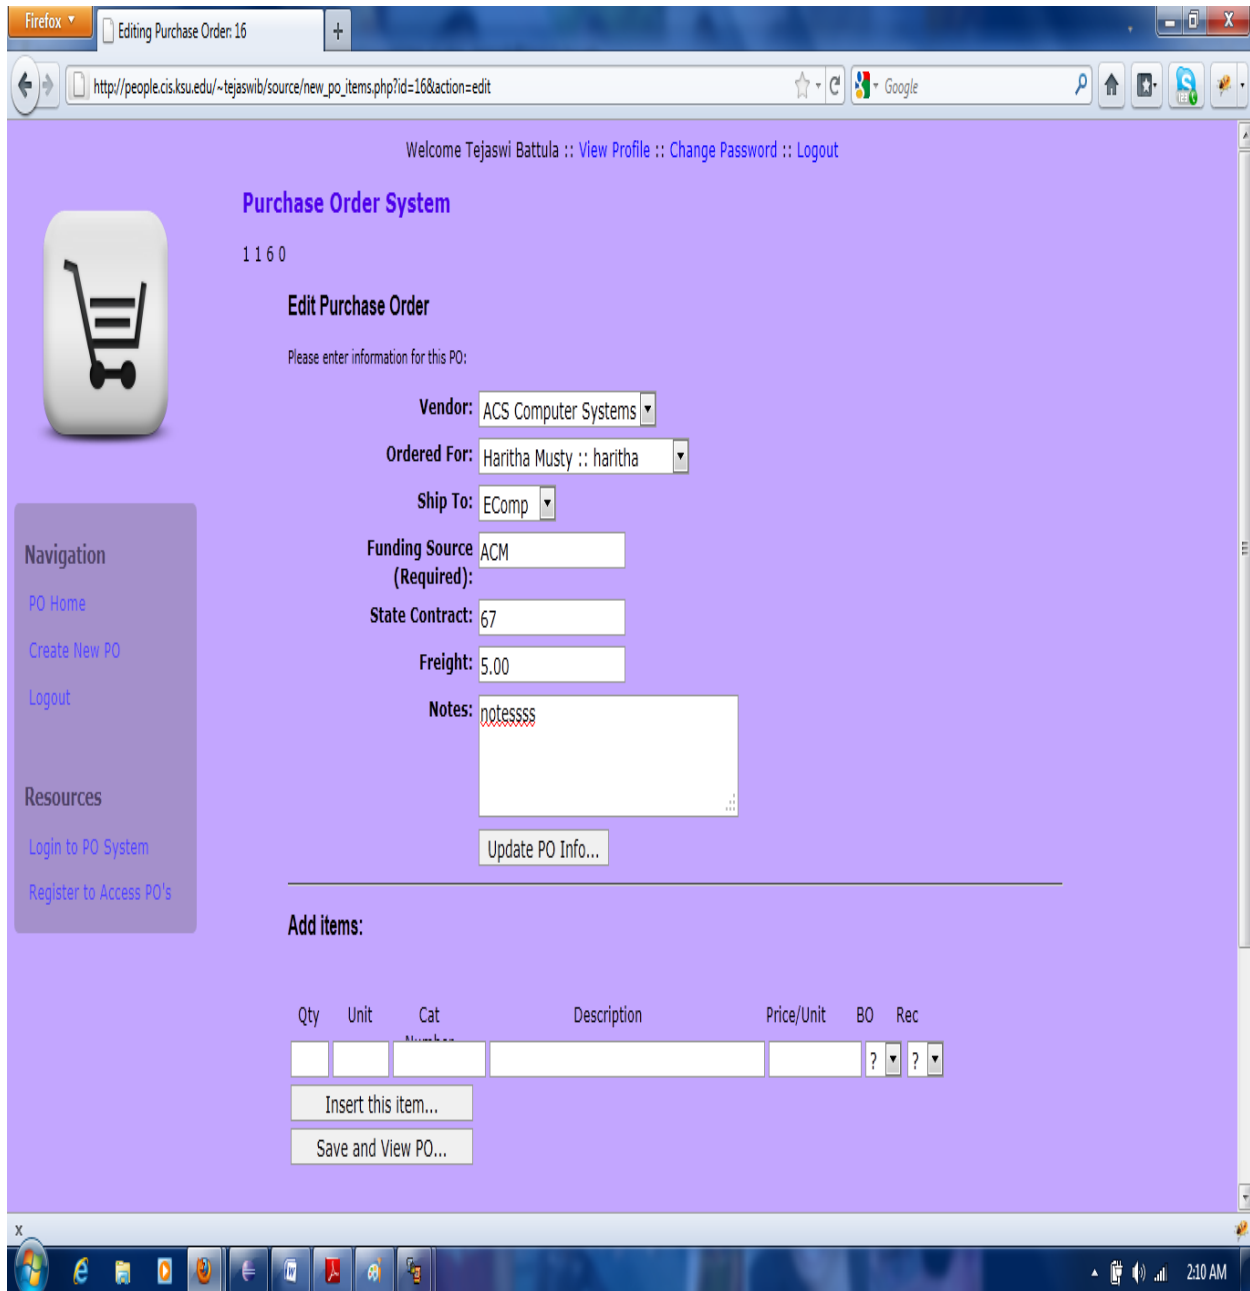 Firefox
Editing Purchase Order: 16
+
http://people.cis.ksu.edu/~tejaswib/source/new_po_items.php?id=16&action=edit
Google
Welcome Tejaswi Battula :: View Profile :: Change Password :: Logout
Purchase Order System
1 1 6 0
Edit Purchase Order
Please enter information for this PO:
Vendor: ACS Computer Systems
Ordered For: Haritha Musty :: haritha
Ship To: EComp
Funding Source (Required): ACM
State Contract: 67
Freight: 5.00
Notes: notessss
Update PO Info...
Navigation
PO Home
Create New PO
Logout
Resources
Login to PO System
Register to Access PO's
Add items:
Qty Unit Cat Number Description Price/Unit BO Rec
? ?
Insert this item...
Save and View PO...
x
2:10 AM